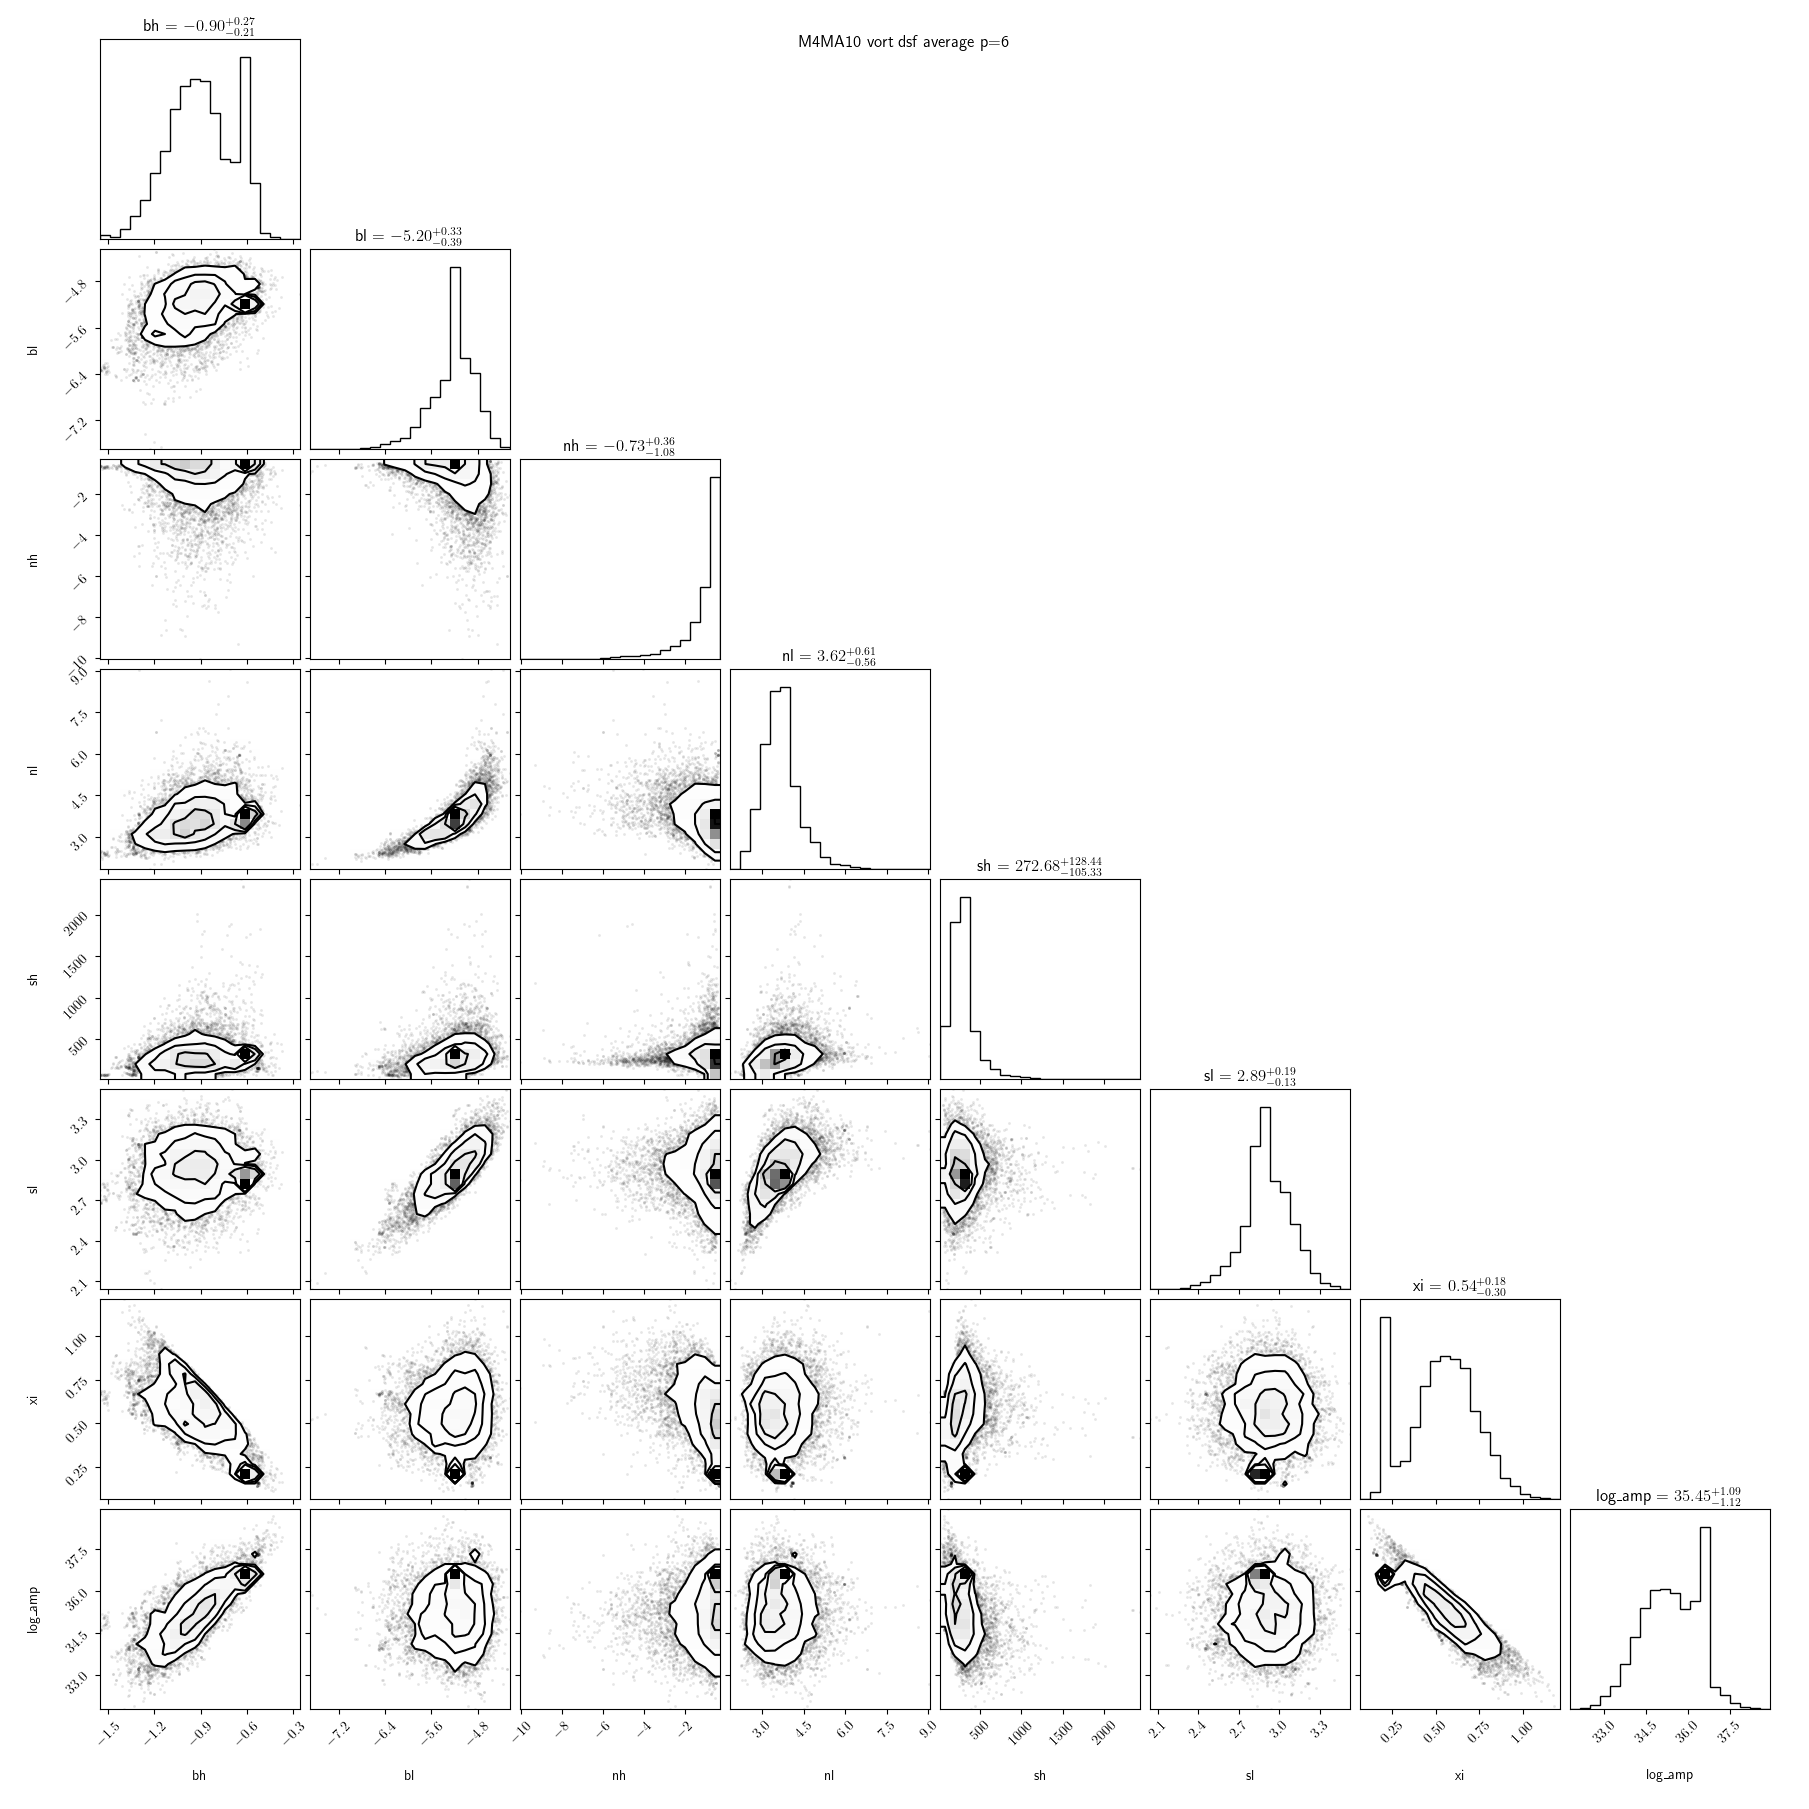 M4MA10 vort dsf average p=6
bh = −0.90 +0.27 −0.21
bl = −5.20 +0.33 −0.39
−4.8
−5.6
−6.4
−7.2
bl
nh = −0.73 +0.36 −1.08
−2
−4
−6
−8
−10
nh
nl = 3.62 +0.61 −0.56
9.0
7.5
6.0
4.5
3.0
nl
sh = 272.68 +128.44 −105.33
2000
1500
1000
500
sh
sl = 2.89 +0.19 −0.13
3.3
3.0
2.7
2.4
2.1
sl
xi = 0.54 +0.18 −0.30
1.00
0.75
0.50
0.25
xi
log_amp = 35.45 +1.09 −1.12
37.5
36.0
34.5
33.0
log_amp
−1.5 −1.2 −0.9 −0.6 −0.3
−7.2 −6.4 −5.6 −4.8
−10 −8 −6 −4 −2
3.0 4.5 6.0 7.5 9.0
500 1000 1500 2000
2.1 2.4 2.7 3.0 3.3
0.25 0.50 0.75 1.00
33.0 34.5 36.0 37.5
bh bl nh nl sh sl xi log_amp